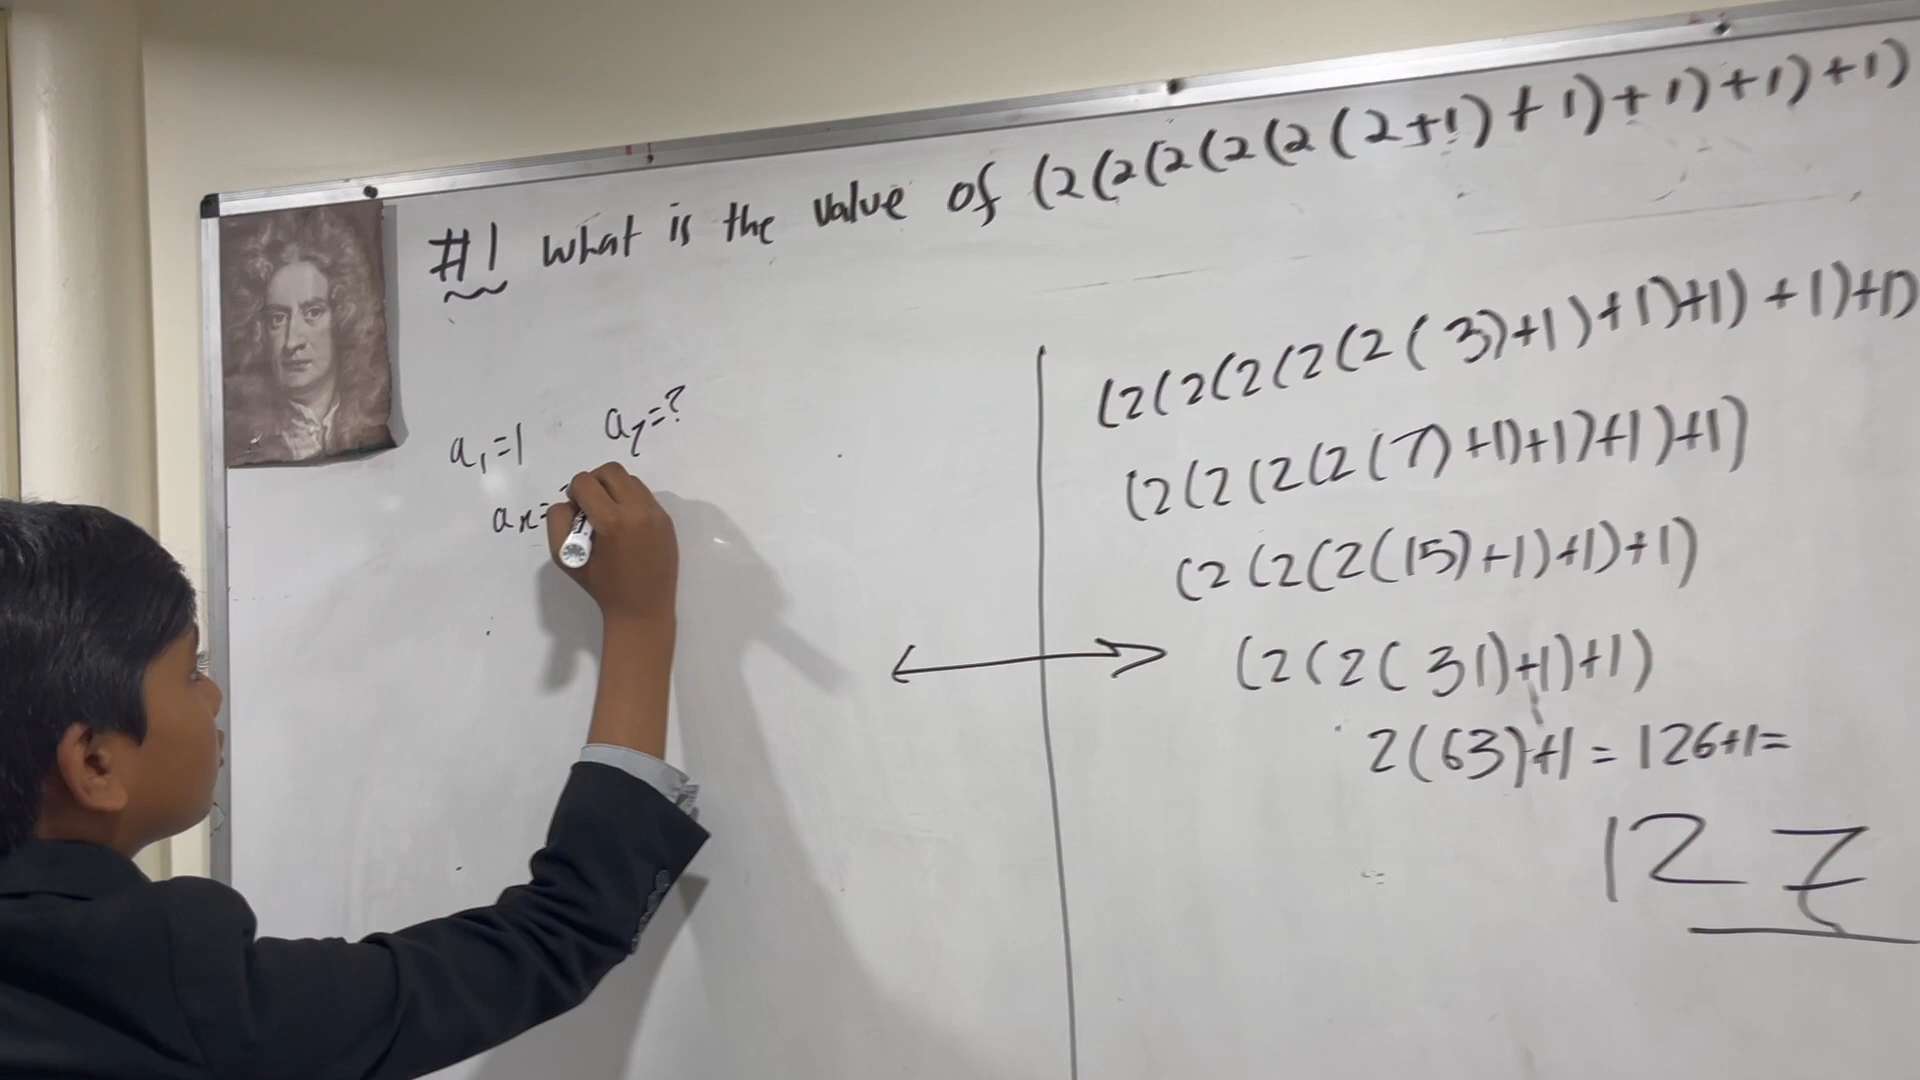 #1 What is the value of (2(2(2(2(2(2+1)+1)+1)+1)+1)
a₁=1 a₇=?
aₙ=
(2(2(2(2(2(3)+1)+1)+1)+1)+1)
(2(2(2(2(7)+1)+1)+1)+1)
(2(2(2(15)+1)+1)+1)
(2(2(31)+1)+1)
2(63)+1=126+1=
127